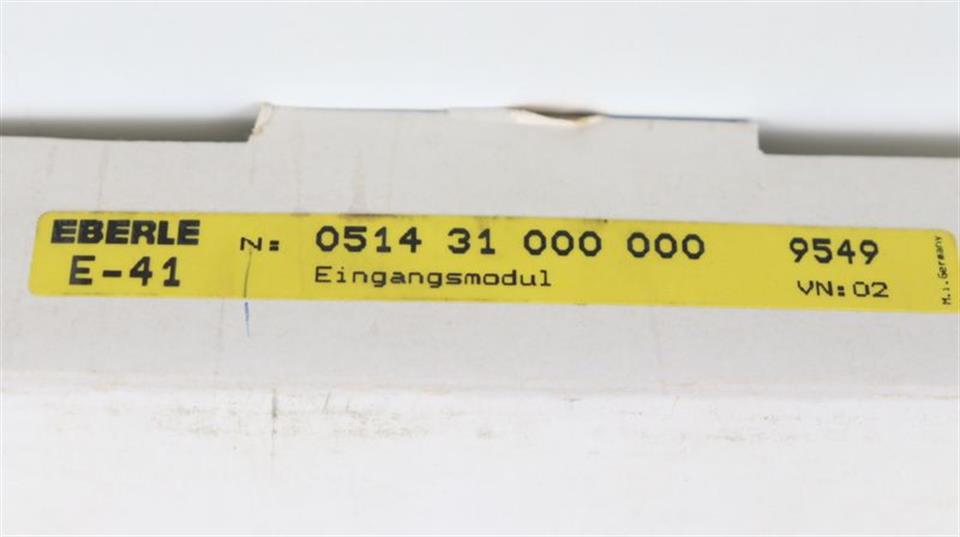 EBERLE N: 0514 31 000 000 9549
E-41 Eingangsmodul VN:02
M.i.Germany